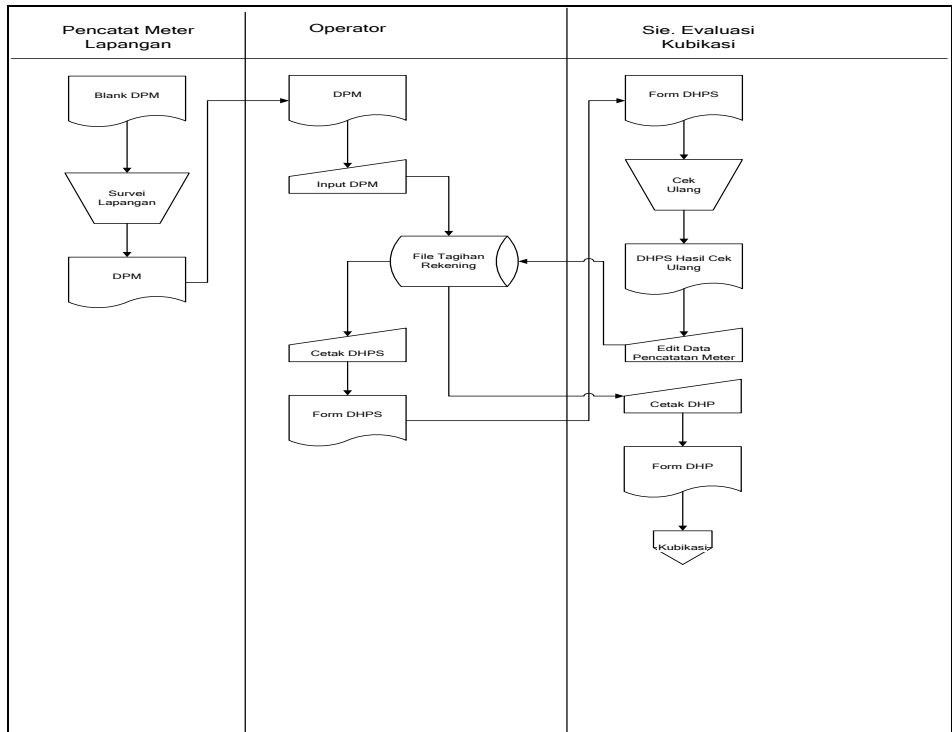 Pencatat Meter
Lapangan
Operator
Sie. Evaluasi
Kubikasi
Blank DPM
Survei
Lapangan
DPM
DPM
Input DPM
File Tagihan
Rekening
Cetak DHPS
Form DHPS
Form DHPS
Cek
Ulang
DHPS Hasil Cek
Ulang
Edit Data
Pencatatan Meter
Cetak DHP
Form DHP
Kubikasi